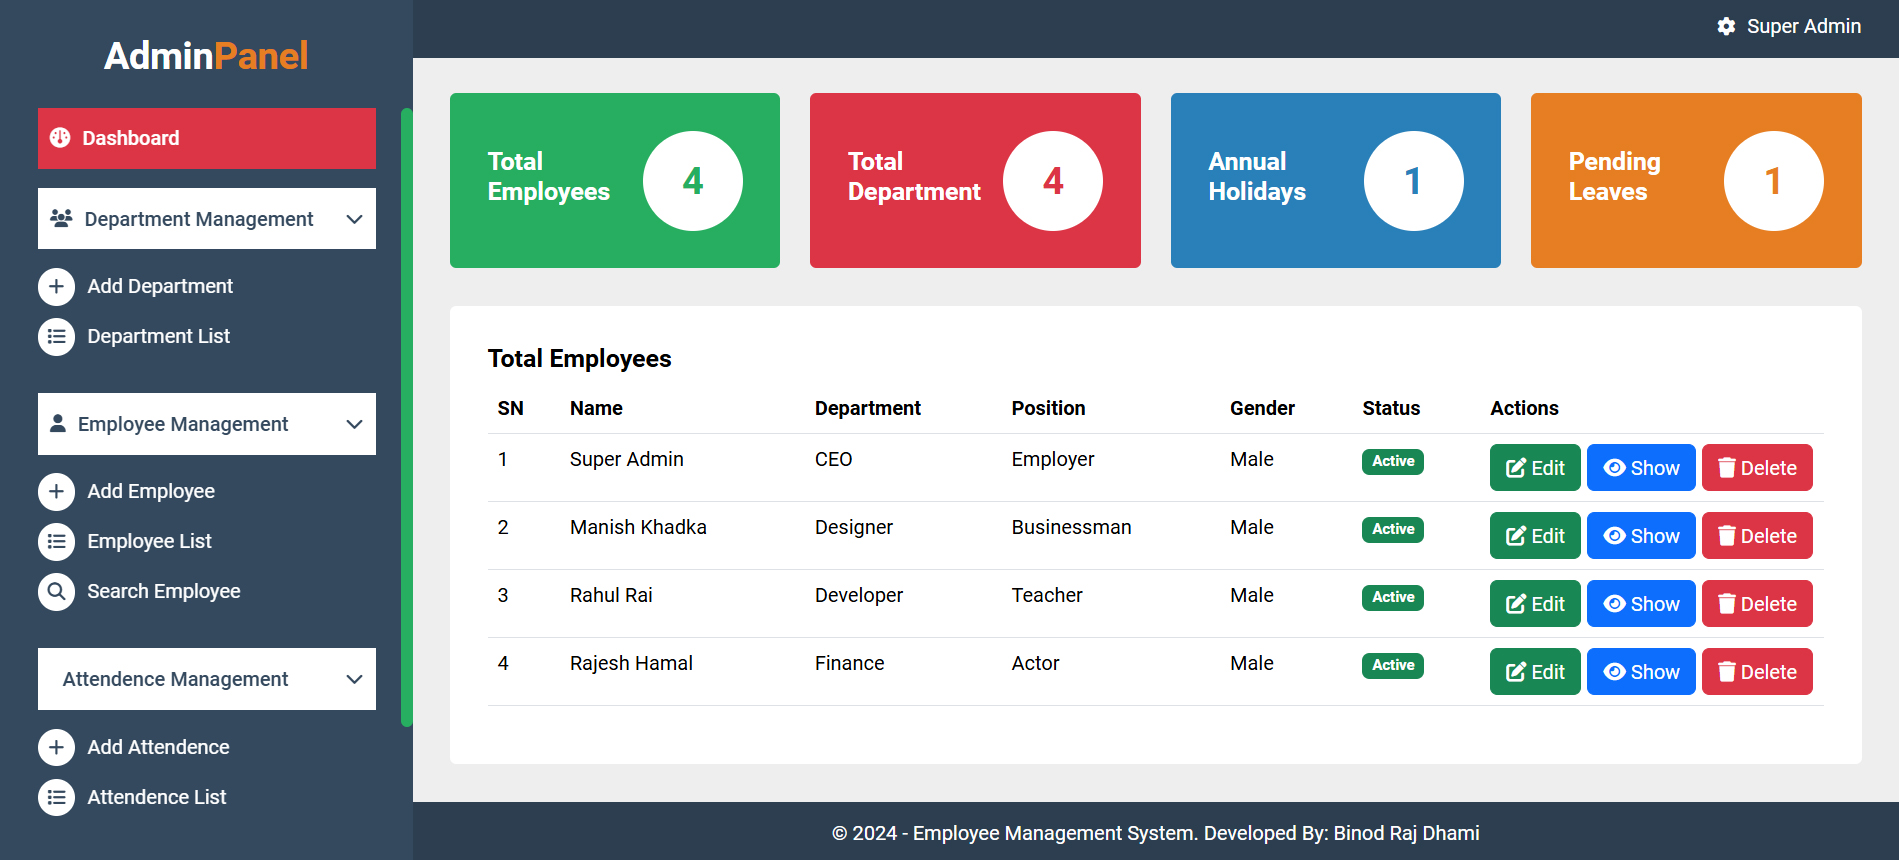 AdminPanel
Dashboard
Department Management
Add Department
Department List
Employee Management
Add Employee
Employee List
Search Employee
Attendence Management
Add Attendence
Attendence List
Super Admin
Total
Employees
4
Total
Department
4
Annual
Holidays
1
Pending
Leaves
1
Total Employees
SN Name Department Position Gender Status Actions
1 Super Admin CEO Employer Male Active Edit Show Delete
2 Manish Khadka Designer Businessman Male Active Edit Show Delete
3 Rahul Rai Developer Teacher Male Active Edit Show Delete
4 Rajesh Hamal Finance Actor Male Active Edit Show Delete
© 2024 - Employee Management System. Developed By: Binod Raj Dhami